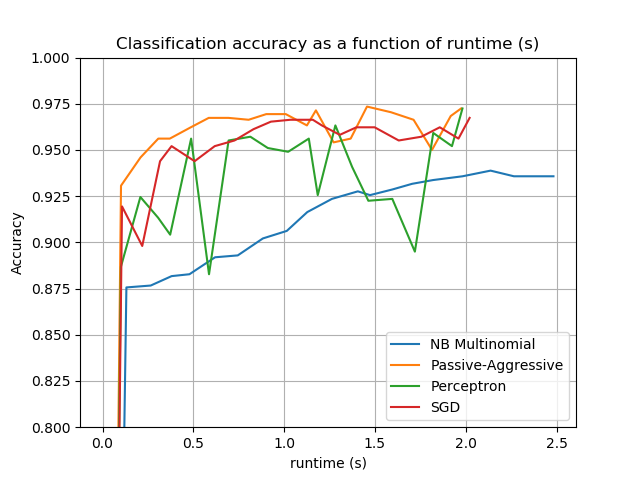 Classification accuracy as a function of runtime (s)
1.000
0.975
0.950
0.925
0.900
0.875
0.850
0.825
0.800
Accuracy
NB Multinomial
Passive-Aggressive
Perceptron
SGD
0.0 0.5 1.0 1.5 2.0 2.5
runtime (s)